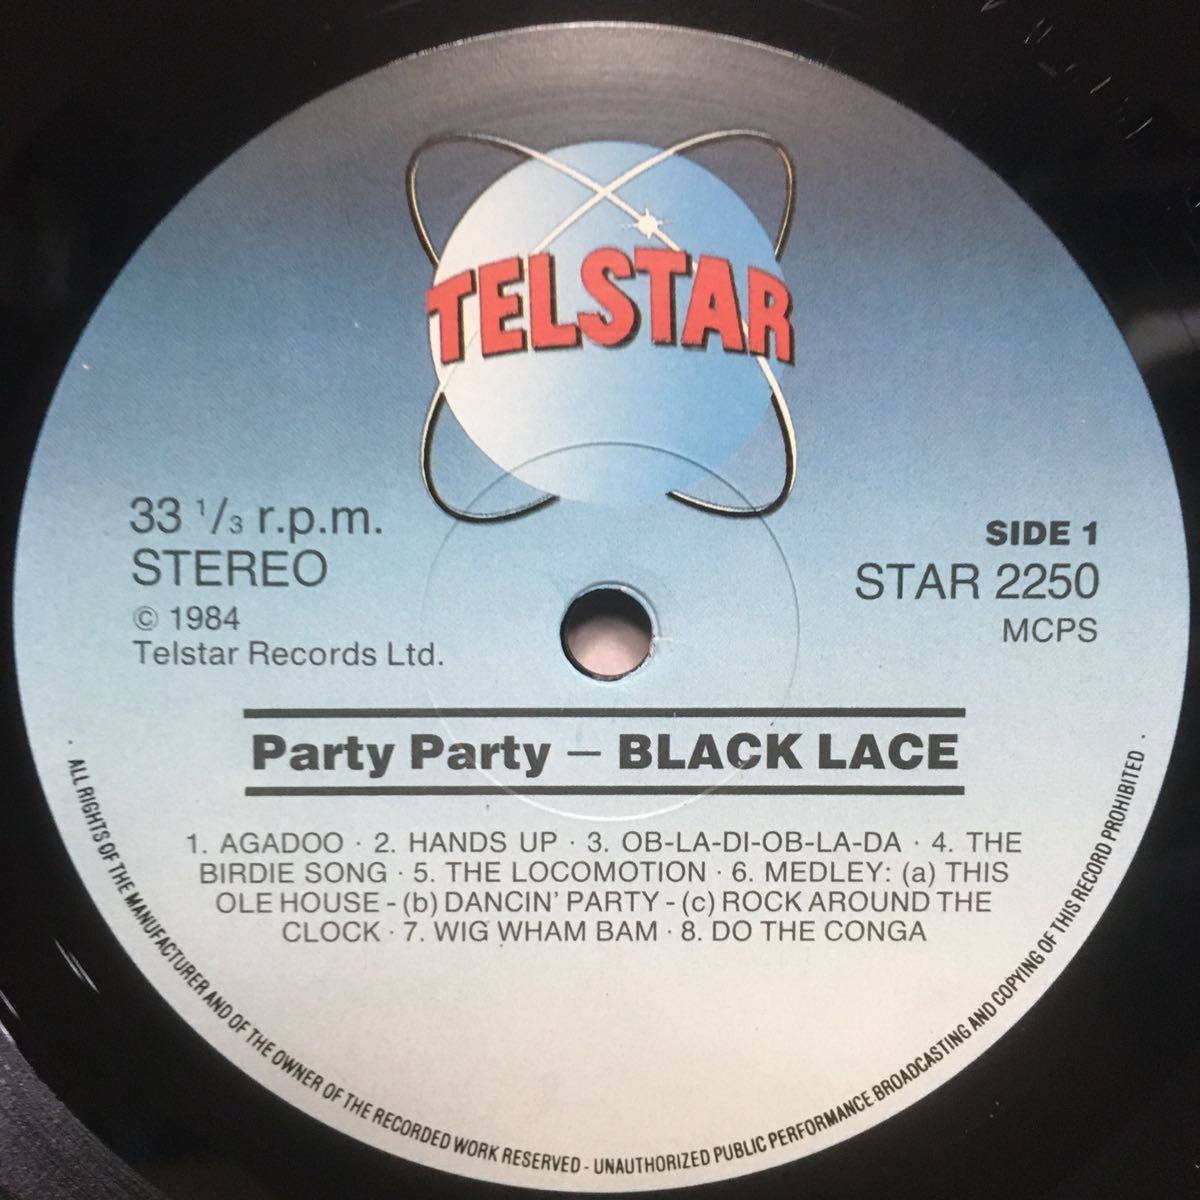 TELSTAR
33 1/3 r.p.m.
STEREO
© 1984
Telstar Records Ltd.
SIDE 1
STAR 2250
MCPS
Party Party – BLACK LACE
1. AGADOO · 2. HANDS UP · 3. OB-LA-DI-OB-LA-DA · 4. THE
BIRDIE SONG · 5. THE LOCOMOTION · 6. MEDLEY: (a) THIS
OLE HOUSE - (b) DANCIN' PARTY - (c) ROCK AROUND THE
CLOCK · 7. WIG WHAM BAM · 8. DO THE CONGA
· ALL RIGHTS OF THE MANUFACTURER AND OF THE OWNER OF THE RECORDED WORK RESERVED - UNAUTHORIZED PUBLIC PERFORMANCE BROADCASTING AND COPYING OF THIS RECORD PROHIBITED ·